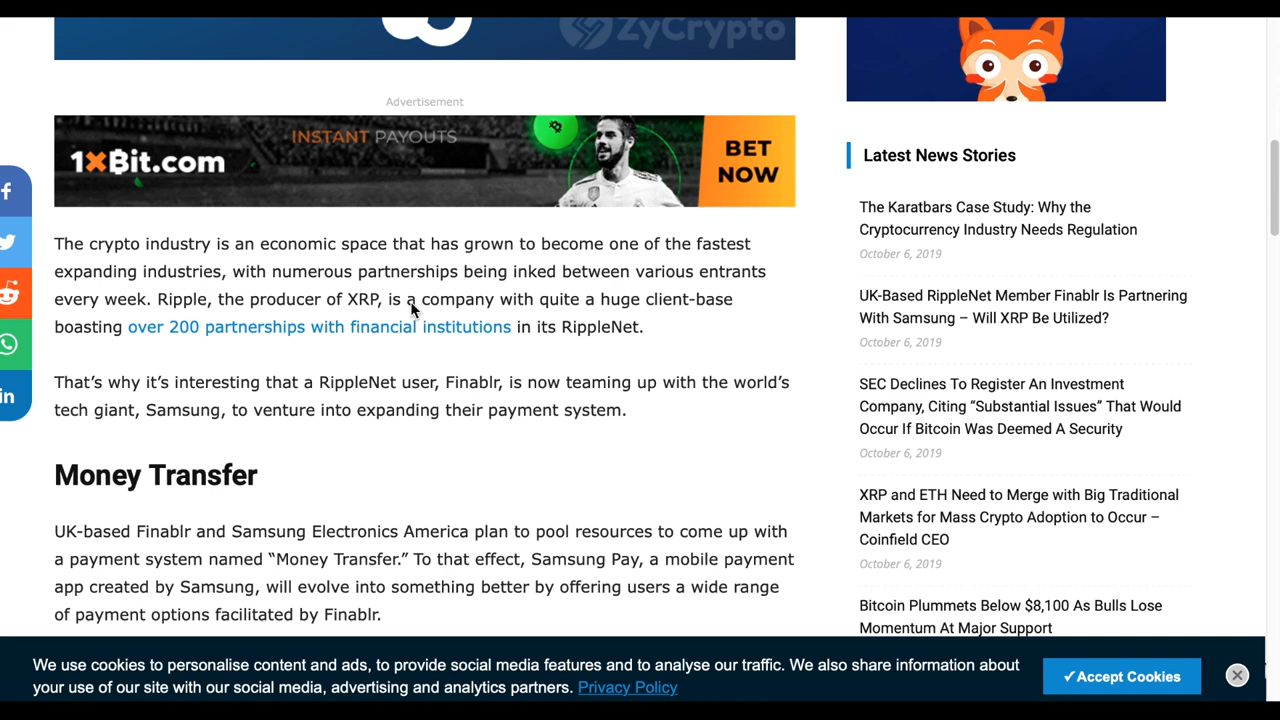 ZyCrypto
Advertisement
INSTANT PAYOUTS
1XBit.com
BET
NOW
The crypto industry is an economic space that has grown to become one of the fastest
expanding industries, with numerous partnerships being inked between various entrants
every week. Ripple, the producer of XRP, is a company with quite a huge client-base
boasting over 200 partnerships with financial institutions in its RippleNet.
That’s why it’s interesting that a RippleNet user, Finablr, is now teaming up with the world’s
tech giant, Samsung, to venture into expanding their payment system.
Money Transfer
UK-based Finablr and Samsung Electronics America plan to pool resources to come up with
a payment system named “Money Transfer.” To that effect, Samsung Pay, a mobile payment
app created by Samsung, will evolve into something better by offering users a wide range
of payment options facilitated by Finablr.
Latest News Stories
The Karatbars Case Study: Why the
Cryptocurrency Industry Needs Regulation
October 6, 2019
UK-Based RippleNet Member Finablr Is Partnering
With Samsung – Will XRP Be Utilized?
October 6, 2019
SEC Declines To Register An Investment
Company, Citing “Substantial Issues” That Would
Occur If Bitcoin Was Deemed A Security
October 6, 2019
XRP and ETH Need to Merge with Big Traditional
Markets for Mass Crypto Adoption to Occur –
Coinfield CEO
October 6, 2019
Bitcoin Plummets Below $8,100 As Bulls Lose
Momentum At Major Support
We use cookies to personalise content and ads, to provide social media features and to analyse our traffic. We also share information about
your use of our site with our social media, advertising and analytics partners. Privacy Policy
✓Accept Cookies